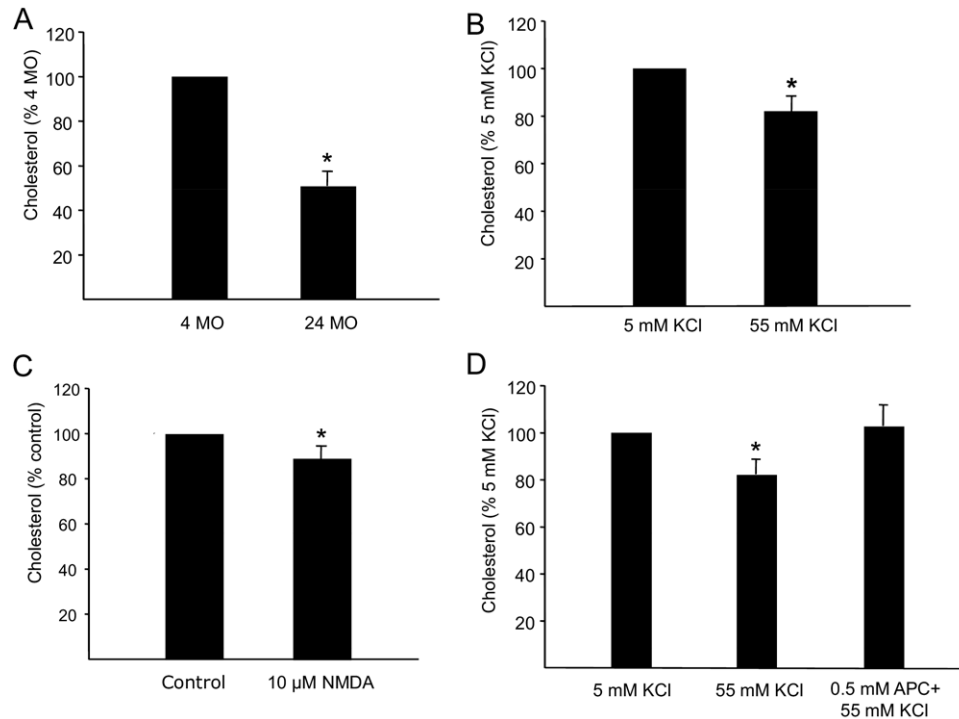 A
Cholesterol (% 4 MO)
120
100
80
60
40
20
*
4 MO
24 MO
B
Cholesterol (% 5 mM KCl)
120
100
80
60
40
20
*
5 mM KCl
55 mM KCl
C
Cholesterol (% control)
120
100
80
60
40
20
*
Control
10 µM NMDA
D
Cholesterol (% 5 mM KCl)
120
100
80
60
40
20
*
5 mM KCl
55 mM KCl
0.5 mM APC+
55 mM KCl